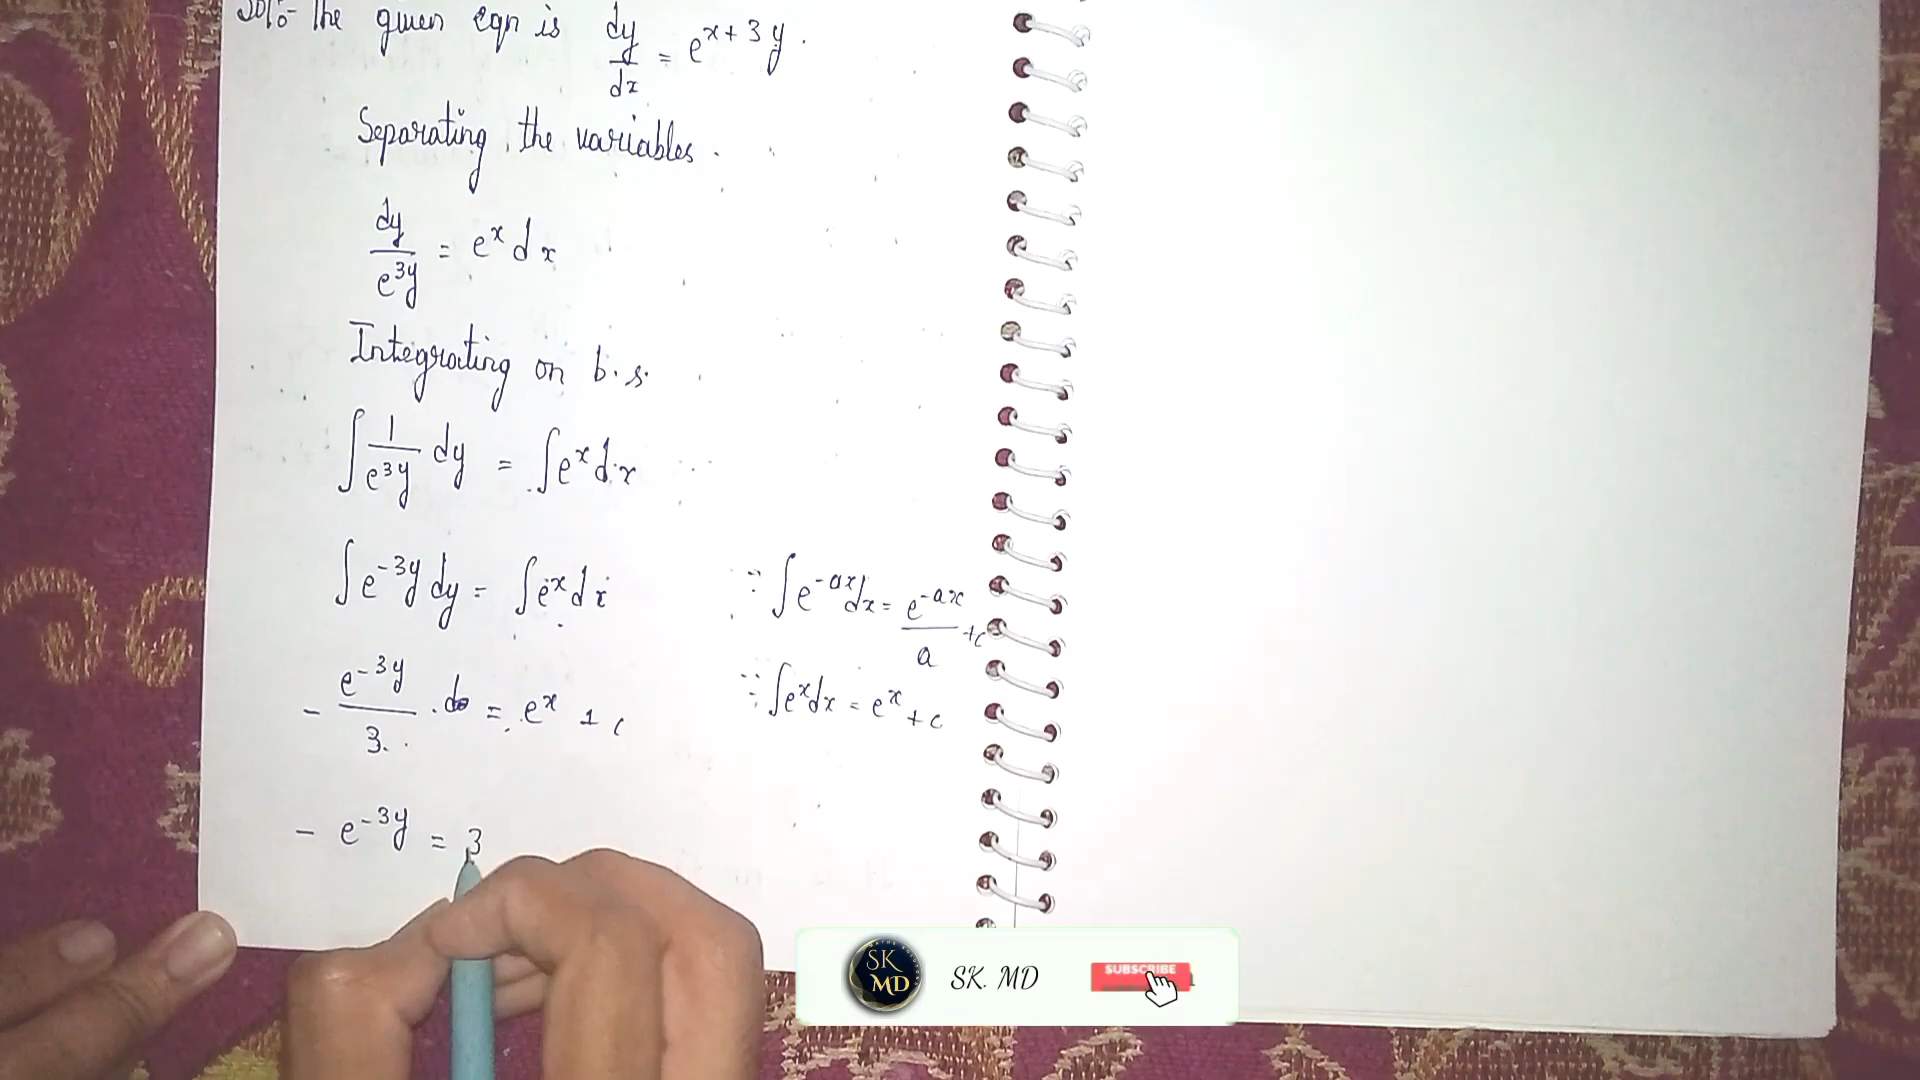 Sol:- The given eqn is dy/dx = e^x+3y.
Separating the variables.
dy/e^3y = e^x dx
Integrating on b.s.
∫ 1/e^3y dy = ∫e^x dx
∫e^-3y dy = ∫e^x dx
∵ ∫e^-ax dx = e^-ax/a + c
- e^-3y/3 . = e^x + c
∵ ∫e^x dx = e^x + c
- e^-3y = 3
SK MD
SK. MD
SUBSCRIBE